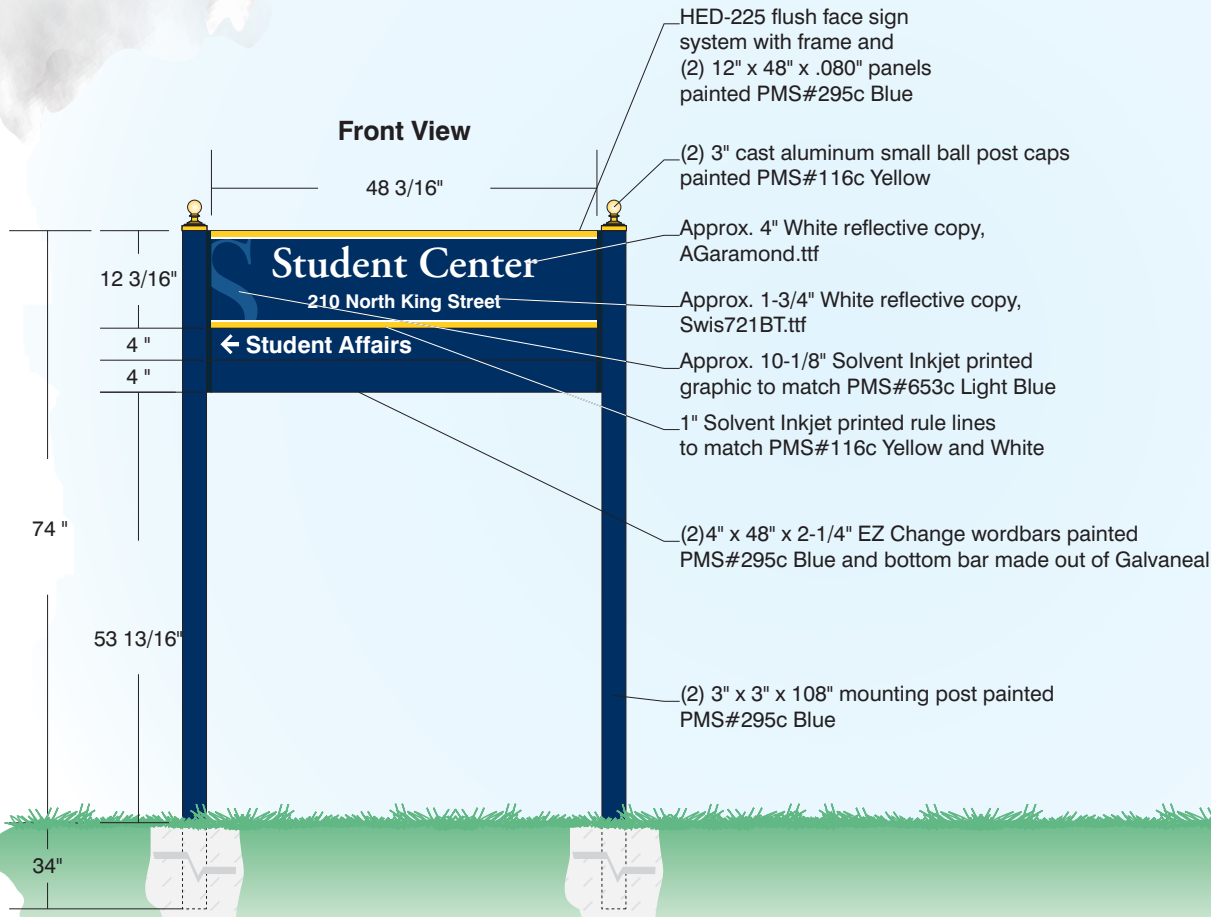 HED-225 flush face sign
system with frame and
(2) 12" x 48" x .080" panels
painted PMS#295c Blue
Front View
(2) 3" cast aluminum small ball post caps
painted PMS#116c Yellow
48 3/16"
Approx. 4" White reflective copy,
AGaramond.ttf
S
Student Center
12 3/16"
210 North King Street
Approx. 1-3/4" White reflective copy,
Swis721BT.ttf
4 "
← Student Affairs
Approx. 10-1/8" Solvent Inkjet printed
graphic to match PMS#653c Light Blue
4 "
1" Solvent Inkjet printed rule lines
to match PMS#116c Yellow and White
74 "
(2)4" x 48" x 2-1/4" EZ Change wordbars painted
PMS#295c Blue and bottom bar made out of Galvaneal
53 13/16"
(2) 3" x 3" x 108" mounting post painted
PMS#295c Blue
34"